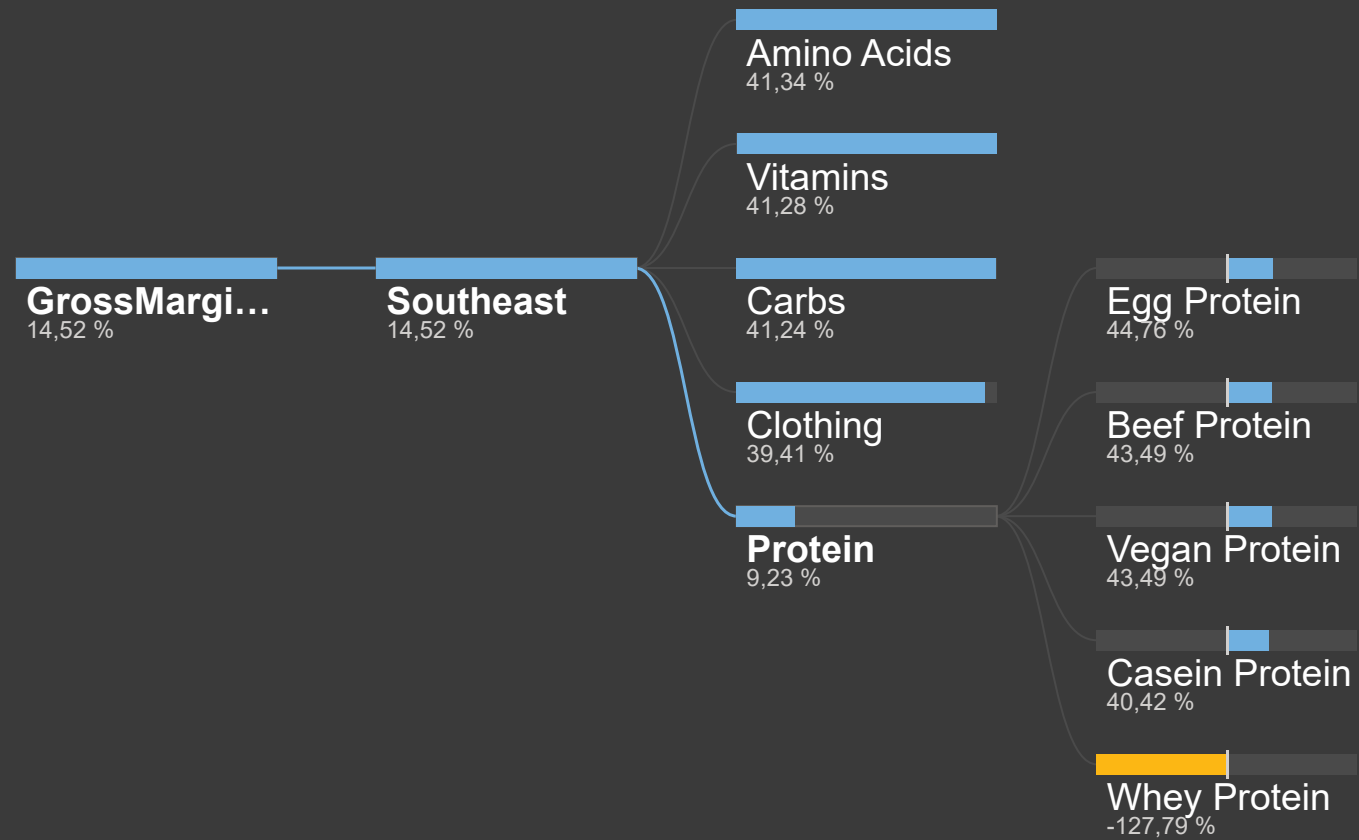 GrossMargi…
14,52 %
Southeast
14,52 %
Amino Acids
41,34 %
Vitamins
41,28 %
Carbs
41,24 %
Clothing
39,41 %
Protein
9,23 %
Egg Protein
44,76 %
Beef Protein
43,49 %
Vegan Protein
43,49 %
Casein Protein
40,42 %
Whey Protein
-127,79 %